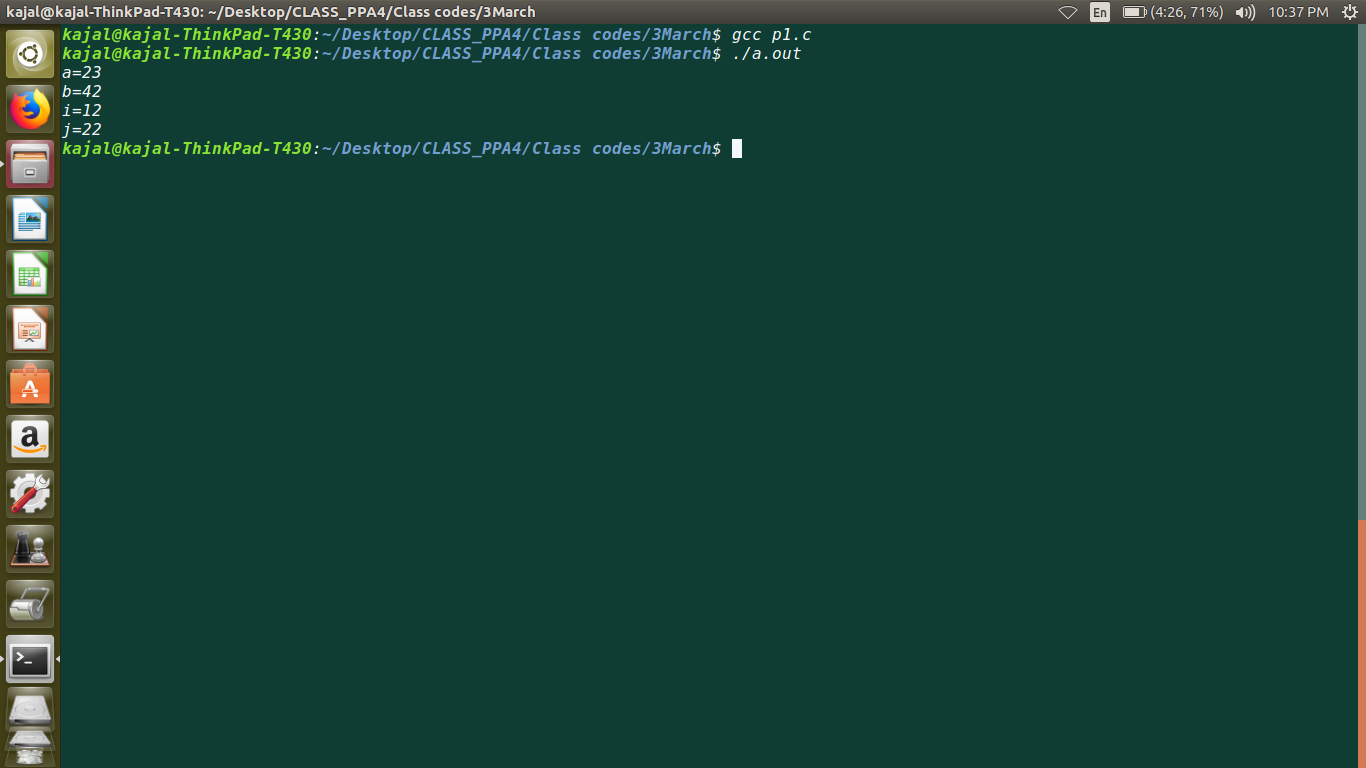 kajal@kajal-ThinkPad-T430: ~/Desktop/CLASS_PPA4/Class codes/3March En (4:26, 71%) 10:37 PM
kajal@kajal-ThinkPad-T430:~/Desktop/CLASS_PPA4/Class codes/3March$ gcc p1.c
kajal@kajal-ThinkPad-T430:~/Desktop/CLASS_PPA4/Class codes/3March$ ./a.out
a=23
b=42
i=12
j=22
kajal@kajal-ThinkPad-T430:~/Desktop/CLASS_PPA4/Class codes/3March$
A
a
>_